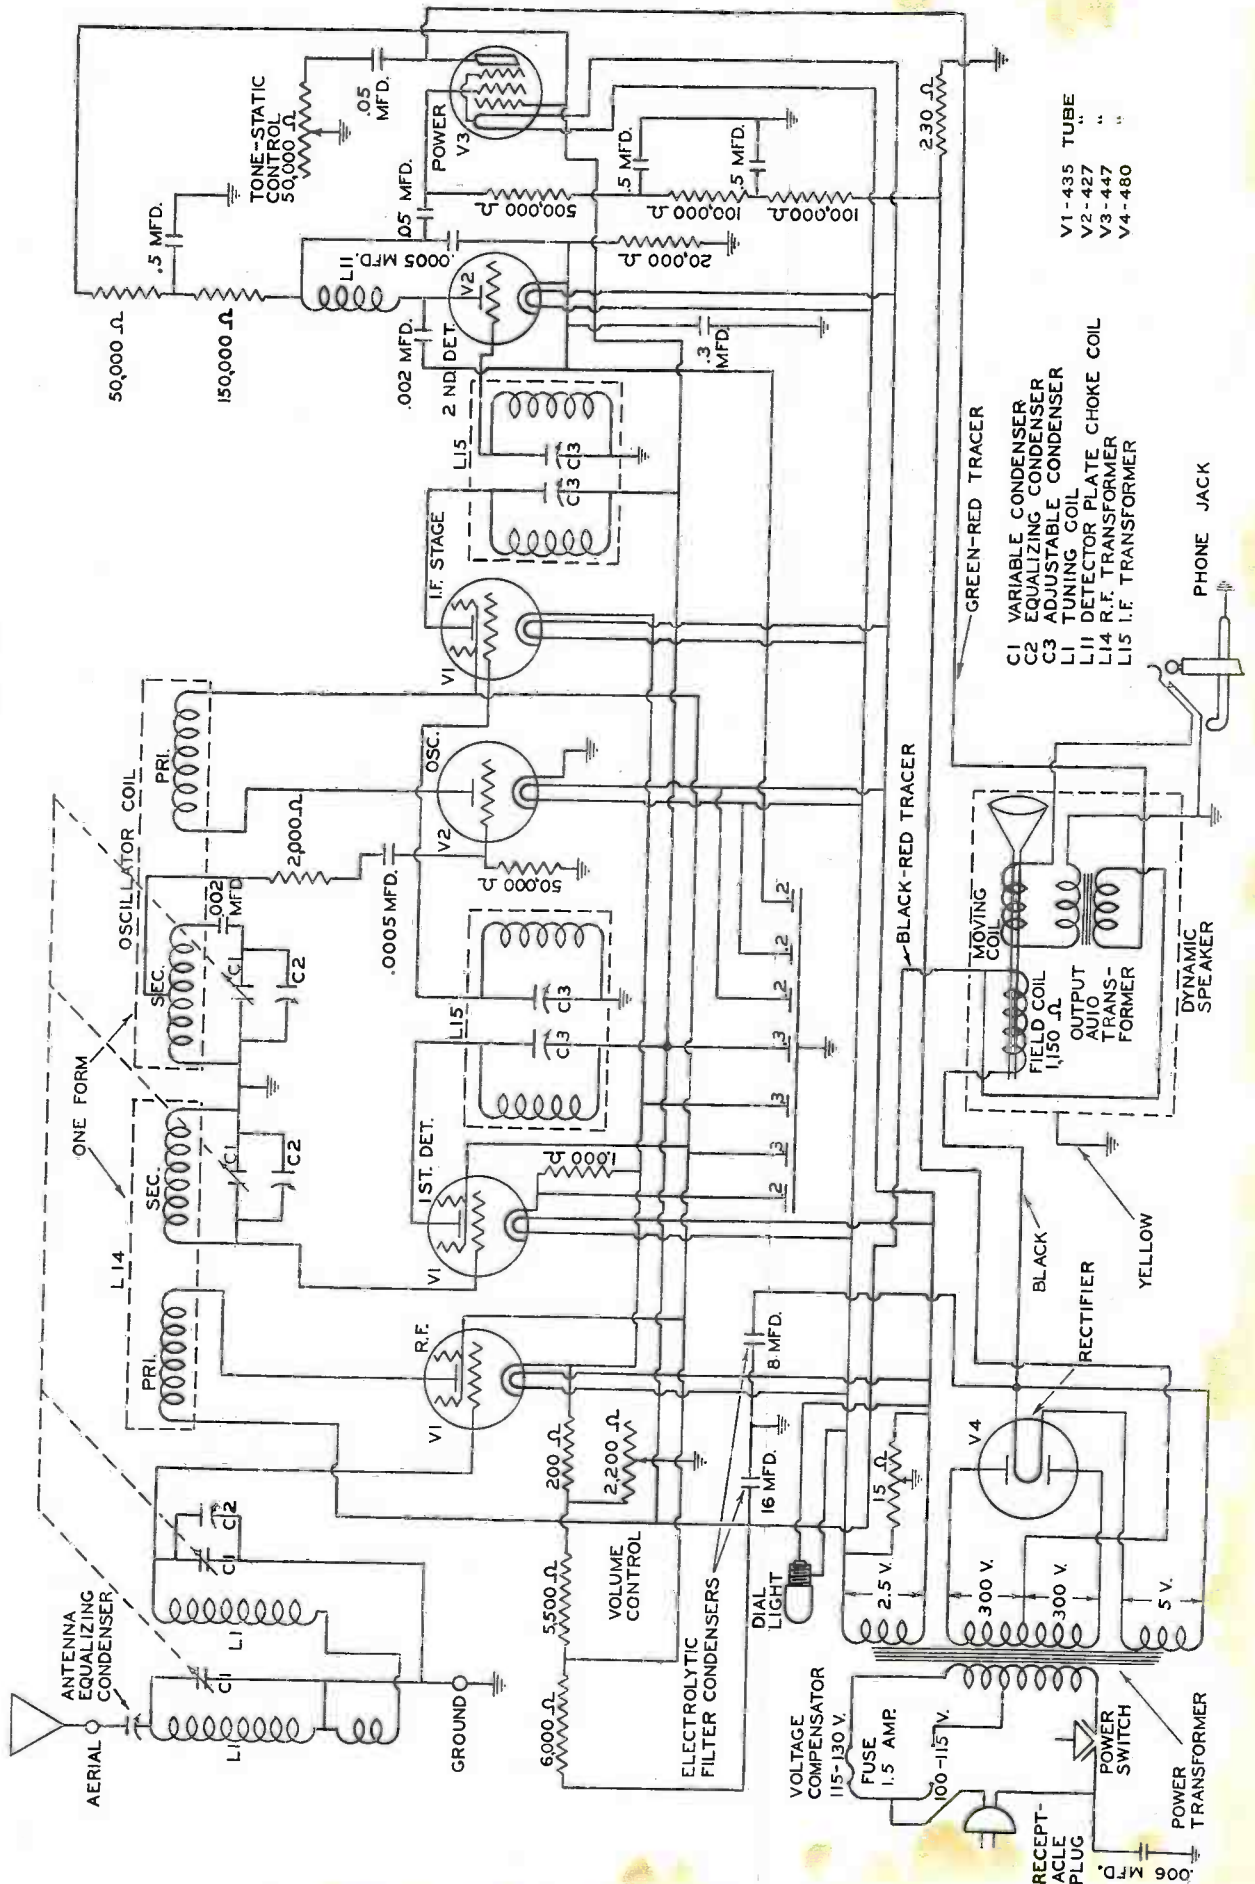 ANTENNA
EQUALIZING
CONDENSER
AERIAL
GROUND
L1
C1
L1
C1
C2
L14
ONE FORM
OSCILLATOR COIL
PRI.
SEC.
C1
C2
SEC.
C1
C2
.002
MFD.
PRI.
2,000 Ω
.0005 MFD.
50,000 Ω
R.F.
V1
1ST. DET.
V1
1,000 Ω
L15
C3
C3
OSC.
V2
I.F. STAGE
V1
L15
C3
C3
2 ND. DET.
V2
.002 MFD.
L11
.0005 MFD.
.05 MFD.
50,000 Ω
150,000 Ω
.5 MFD.
TONE-STATIC
CONTROL
50,000 Ω
.05
MFD.
POWER
V3
500,000 Ω
100,000 Ω
100,000 Ω
.5 MFD.
.5 MFD.
20,000 Ω
.3
MFD.
230 Ω
6,000 Ω
5,500 Ω
200 Ω
2,200 Ω
VOLUME
CONTROL
ELECTROLYTIC
FILTER CONDENSERS
16 MFD.
8 MFD.
.2
.3
.3
.3
.2
.2
.2
DIAL
LIGHT
15 Ω
2.5 V.
300 V.
300 V.
5 V.
V4
RECTIFIER
VOLTAGE
COMPENSATOR
115-130 V.
FUSE
1.5 AMP.
100-115 V.
RECEPT-
ACLE
PLUG
.006 MFD.
POWER
SWITCH
POWER
TRANSFORMER
BLACK
YELLOW
BLACK-RED TRACER
GREEN-RED TRACER
FIELD COIL
1,150 Ω
MOVING
COIL
OUTPUT
AUIO
TRANS-
FORMER
DYNAMIC
SPEAKER
PHONE JACK
C1 VARIABLE CONDENSER
C2 EQUALIZING CONDENSER
C3 ADJUSTABLE CONDENSER
L1 TUNING COIL
L11 DETECTOR PLATE CHOKE COIL
L14 R.F. TRANSFORMER
L15 I.F. TRANSFORMER
V1-435 TUBE
V2-427 "
V3-447 "
V4-480 "